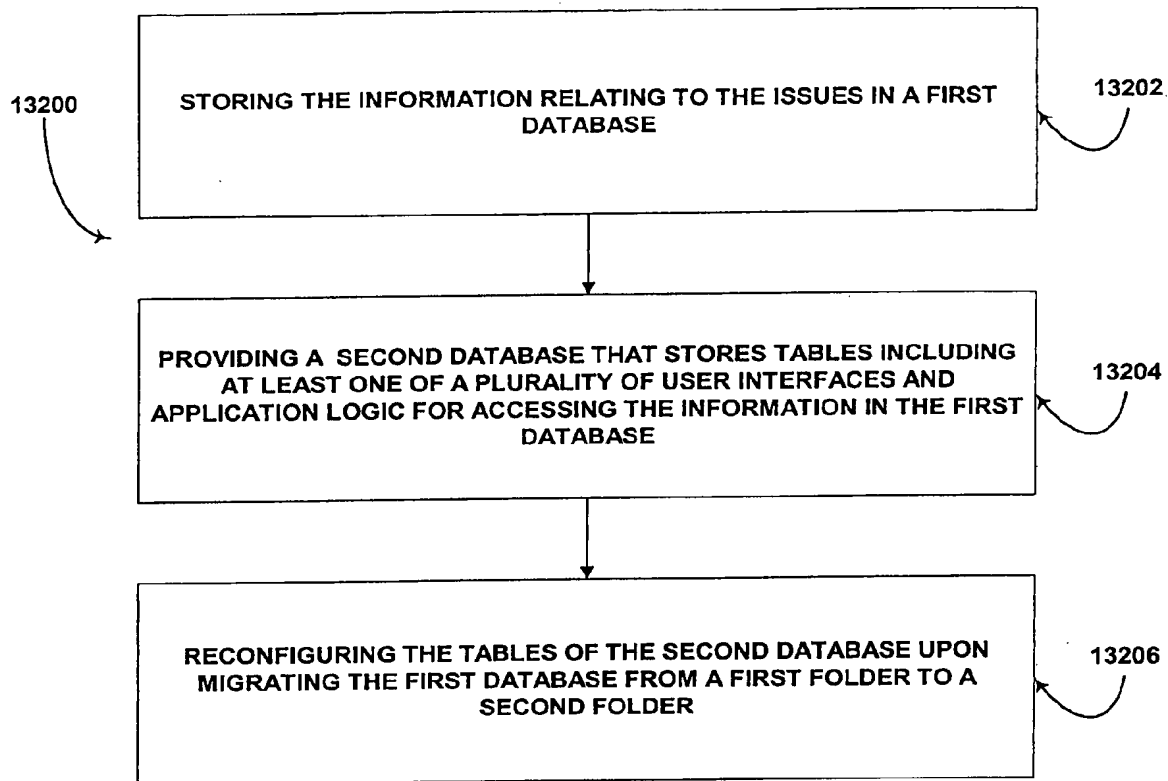 13200
STORING THE INFORMATION RELATING TO THE ISSUES IN A FIRST
DATABASE
13202
PROVIDING A SECOND DATABASE THAT STORES TABLES INCLUDING
AT LEAST ONE OF A PLURALITY OF USER INTERFACES AND
APPLICATION LOGIC FOR ACCESSING THE INFORMATION IN THE FIRST
DATABASE
13204
RECONFIGURING THE TABLES OF THE SECOND DATABASE UPON
MIGRATING THE FIRST DATABASE FROM A FIRST FOLDER TO A
SECOND FOLDER
13206